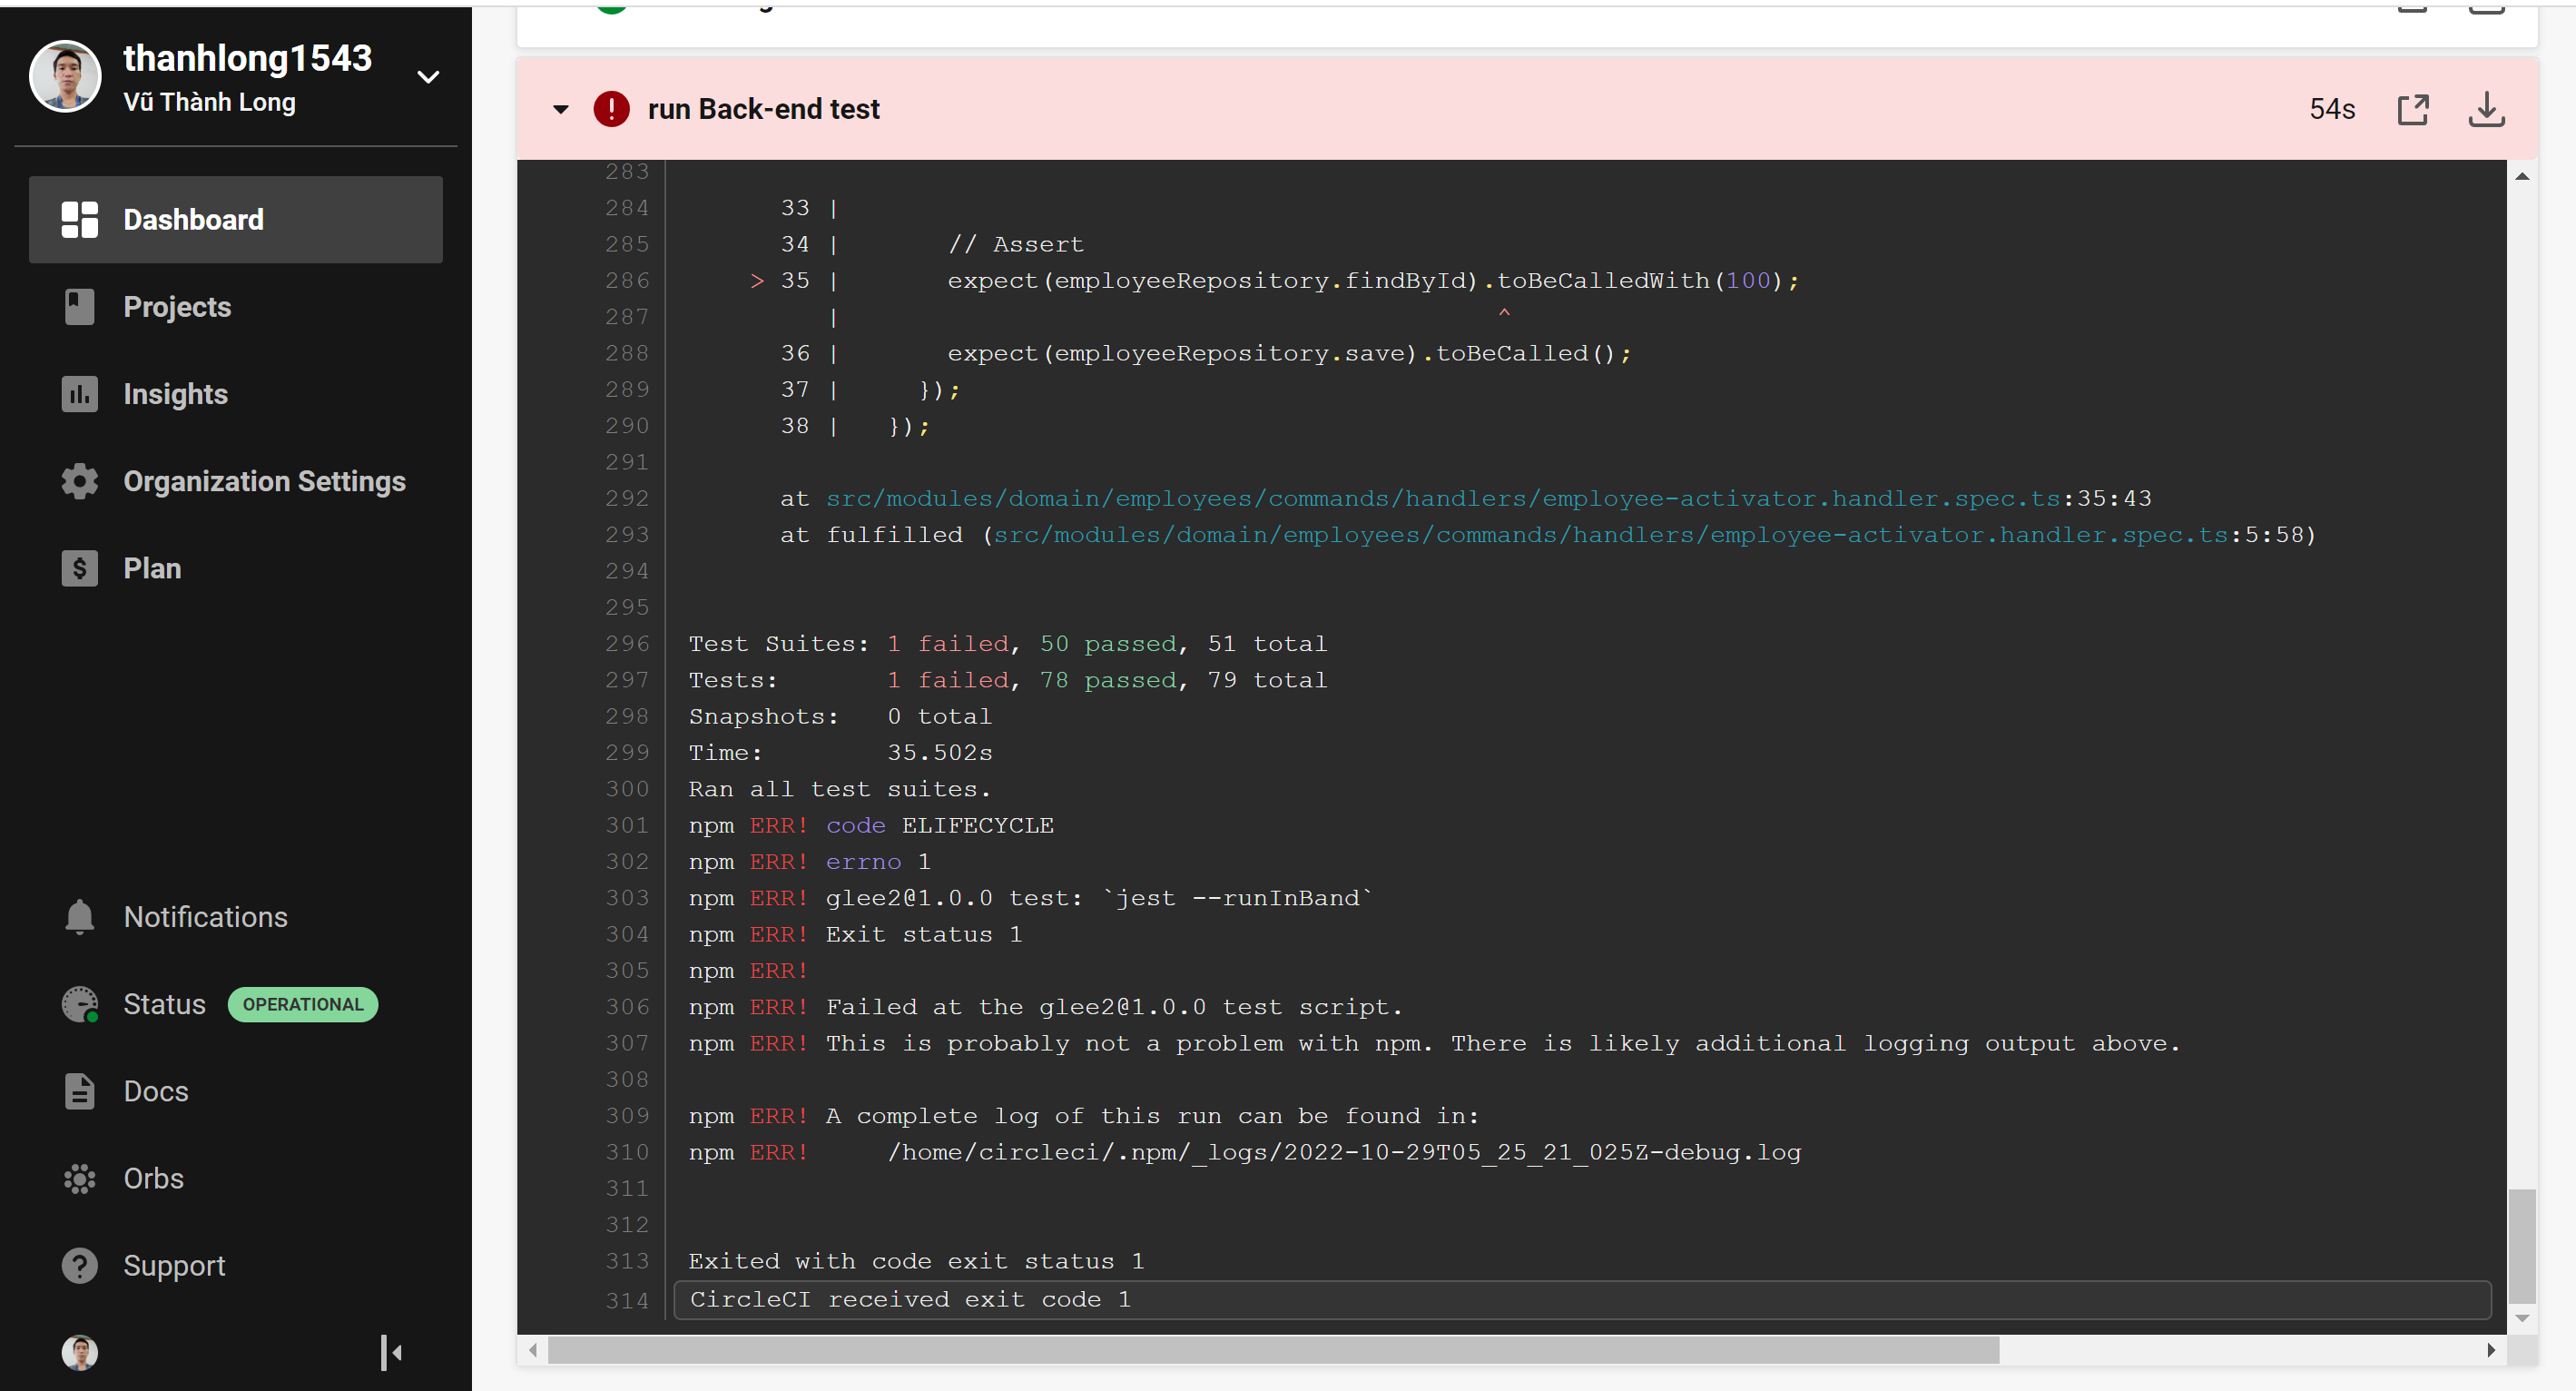 thanhlong1543
Vũ Thành Long
Dashboard
Projects
Insights
Organization Settings
Plan
Notifications
Status OPERATIONAL
Docs
Orbs
Support
run Back-end test
54s
283
284 33 |
285 34 | // Assert
286 > 35 | expect(employeeRepository.findById).toBeCalledWith(100);
287 | ^
288 36 | expect(employeeRepository.save).toBeCalled();
289 37 | });
290 38 | });
291
292 at src/modules/domain/employees/commands/handlers/employee-activator.handler.spec.ts:35:43
293 at fulfilled (src/modules/domain/employees/commands/handlers/employee-activator.handler.spec.ts:5:58)
294
295
296 Test Suites: 1 failed, 50 passed, 51 total
297 Tests: 1 failed, 78 passed, 79 total
298 Snapshots: 0 total
299 Time: 35.502s
300 Ran all test suites.
301 npm ERR! code ELIFECYCLE
302 npm ERR! errno 1
303 npm ERR! glee2@1.0.0 test: `jest --runInBand`
304 npm ERR! Exit status 1
305 npm ERR!
306 npm ERR! Failed at the glee2@1.0.0 test script.
307 npm ERR! This is probably not a problem with npm. There is likely additional logging output above.
308
309 npm ERR! A complete log of this run can be found in:
310 npm ERR! /home/circleci/.npm/_logs/2022-10-29T05_25_21_025Z-debug.log
311
312
313 Exited with code exit status 1
314 CircleCI received exit code 1